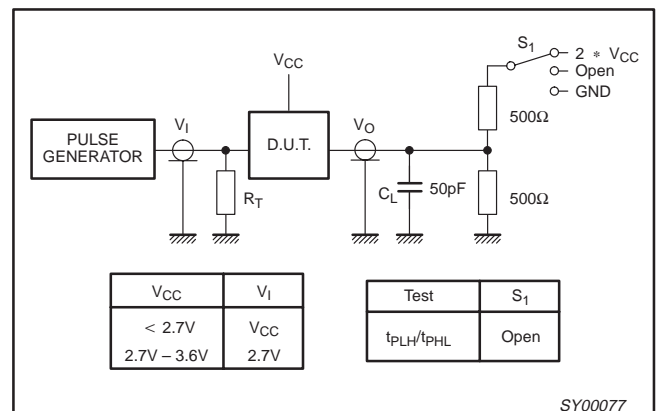 S1
2 * VCC
Open
GND
VCC
500Ω
VI
VO
PULSE
GENERATOR
D.U.T.
RT
CL
50pF
500Ω
VCC VI
< 2.7V VCC
2.7V – 3.6V 2.7V
Test S1
tPLH/tPHL Open
SY00077